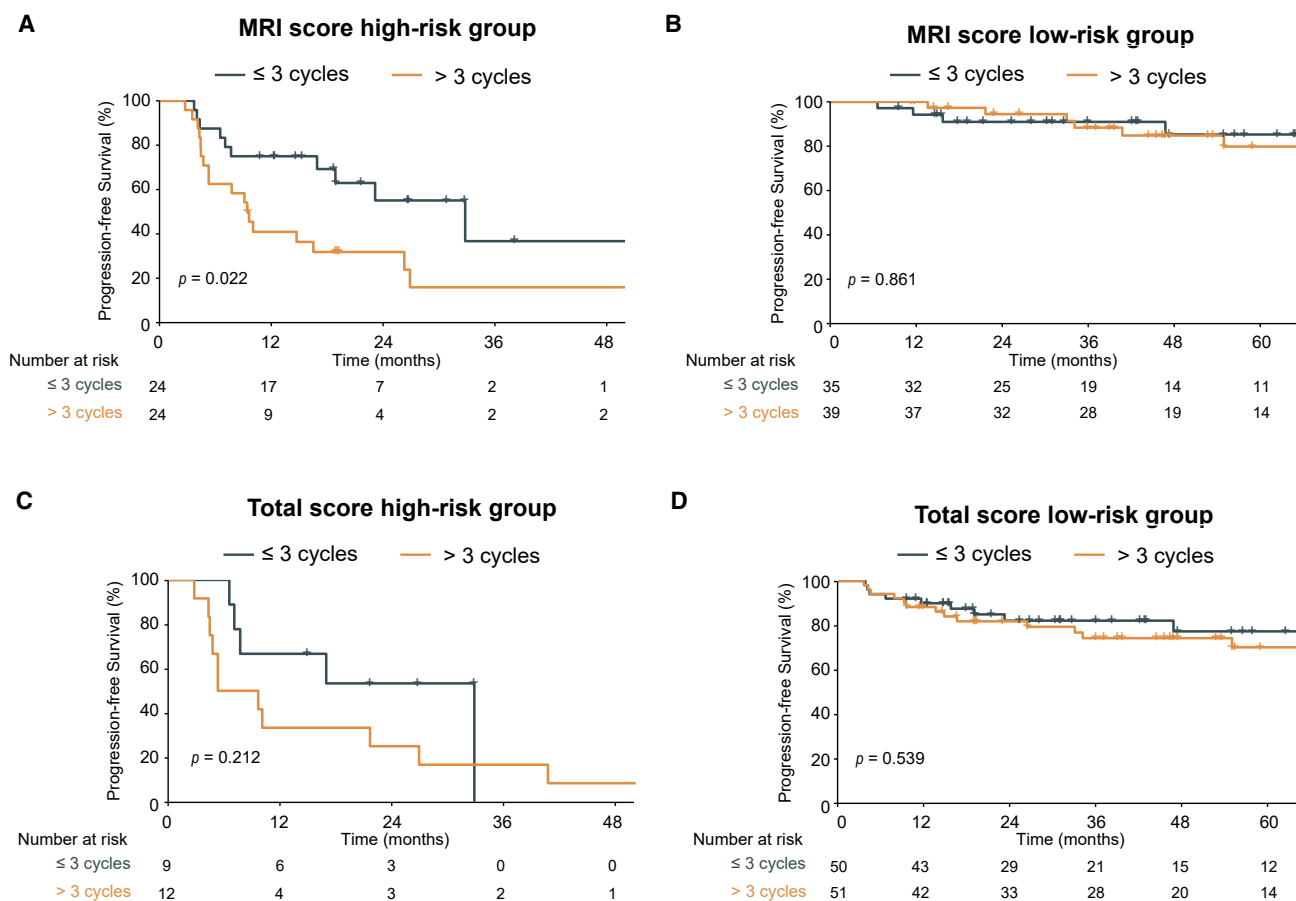 A
MRI score high-risk group
≤ 3 cycles > 3 cycles
Progression-free Survival (%)
100
80
60
40
20
0
p = 0.022
0 12 24 36 48
Time (months)
Number at risk
≤ 3 cycles 24 17 7 2 1
> 3 cycles 24 9 4 2 2
B
MRI score low-risk group
≤ 3 cycles > 3 cycles
Progression-free Survival (%)
100
80
60
40
20
0
p = 0.861
0 12 24 36 48 60
Time (months)
Number at risk
≤ 3 cycles 35 32 25 19 14 11
> 3 cycles 39 37 32 28 19 14
C
Total score high-risk group
≤ 3 cycles > 3 cycles
Progression-free Survival (%)
100
80
60
40
20
0
p = 0.212
0 12 24 36 48
Time (months)
Number at risk
≤ 3 cycles 9 6 3 0 0
> 3 cycles 12 4 3 2 1
D
Total score low-risk group
≤ 3 cycles > 3 cycles
Progression-free Survival (%)
100
80
60
40
20
0
p = 0.539
0 12 24 36 48 60
Time (months)
Number at risk
≤ 3 cycles 50 43 29 21 15 12
> 3 cycles 51 42 33 28 20 14